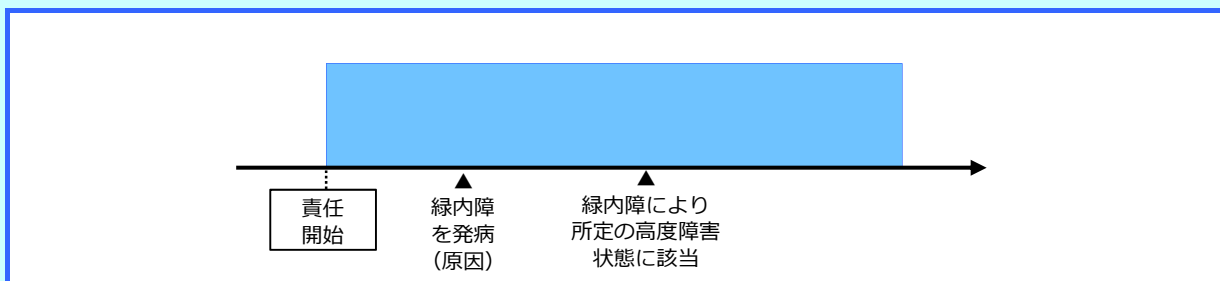 責任
開始
▲
緑内障
を発病
(原因)
▲
緑内障により
所定の高度障害
状態に該当